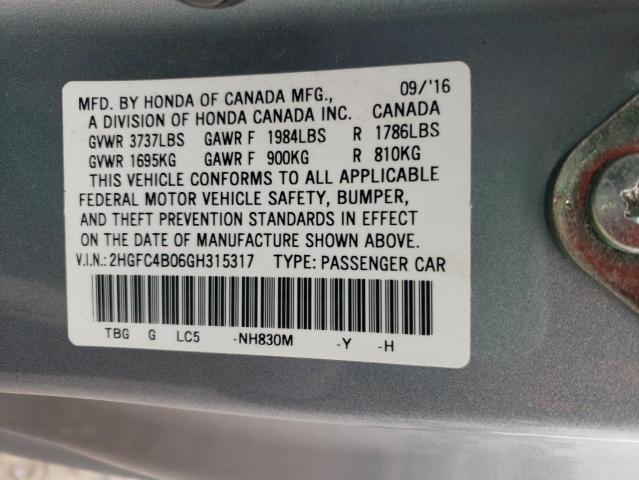 MFD. BY HONDA OF CANADA MFG., 09/'16
A DIVISION OF HONDA CANADA INC. CANADA
GVWR 3737LBS GAWR F 1984LBS R 1786LBS
GVWR 1695KG GAWR F 900KG R 810KG
THIS VEHICLE CONFORMS TO ALL APPLICABLE
FEDERAL MOTOR VEHICLE SAFETY, BUMPER,
AND THEFT PREVENTION STANDARDS IN EFFECT
ON THE DATE OF MANUFACTURE SHOWN ABOVE.
V.I.N.: 2HGFC4B06GH315317 TYPE: PASSENGER CAR
TBG G LC5 -NH830M -Y -H